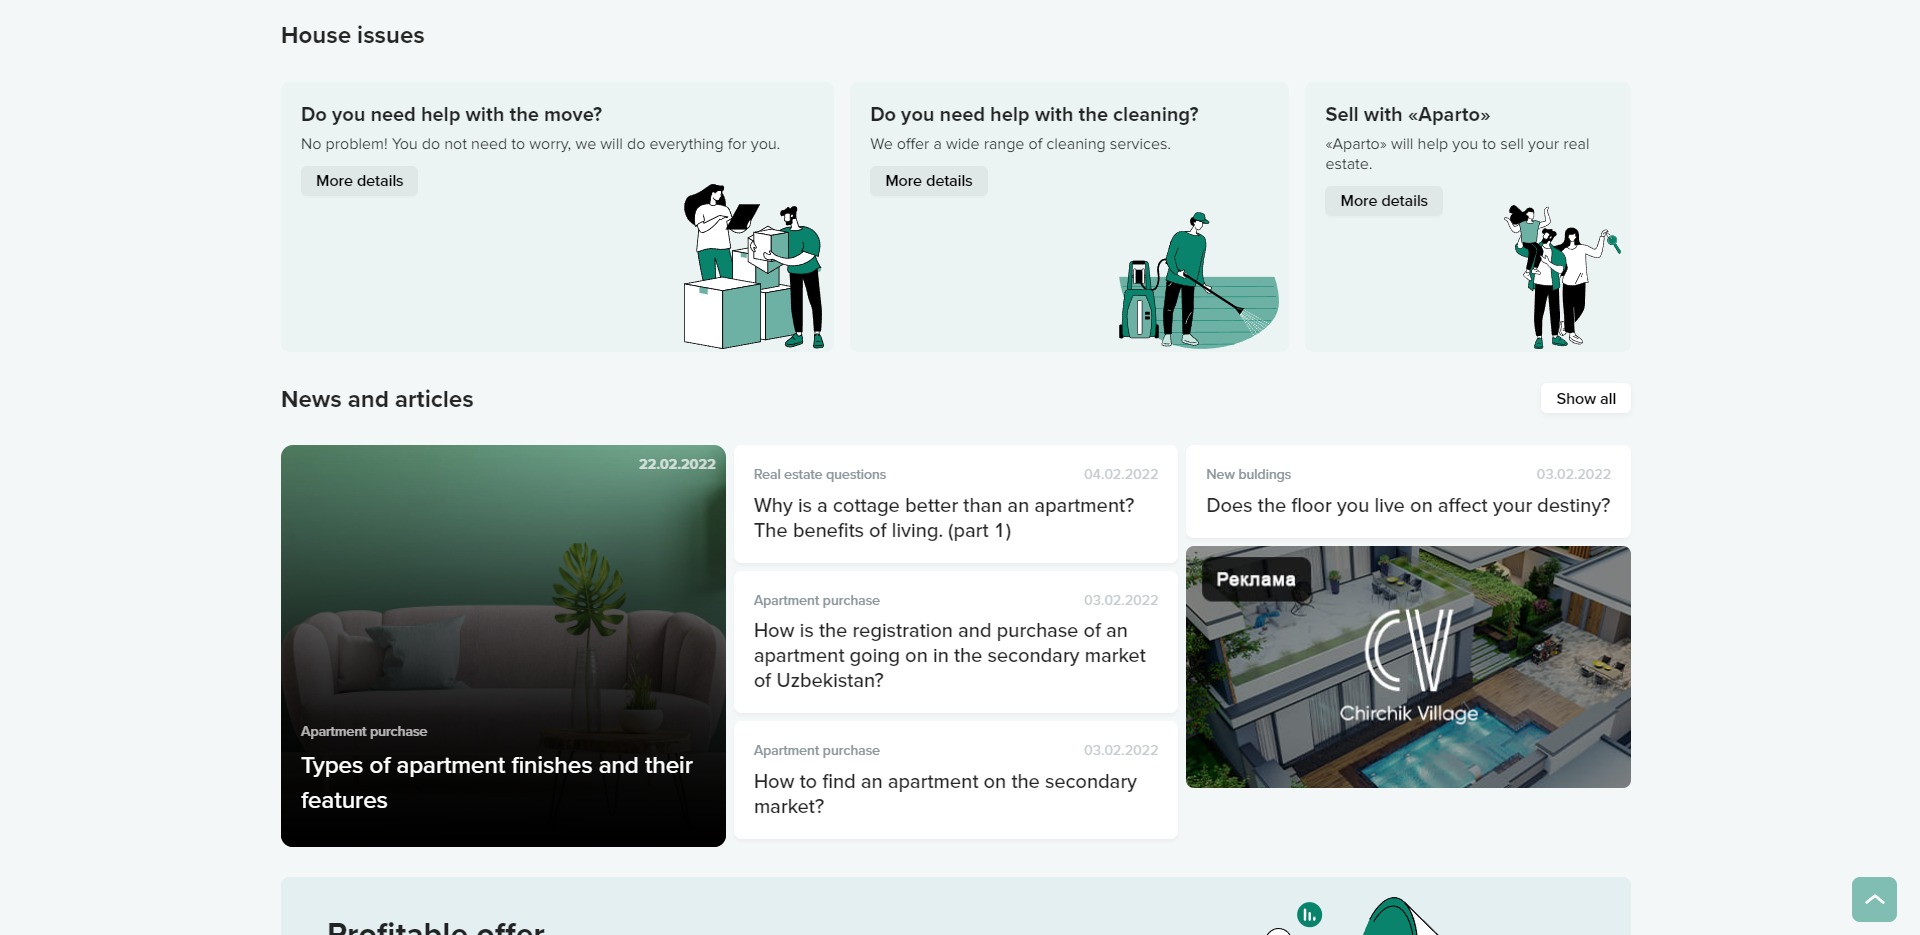 House issues
Do you need help with the move?
No problem! You do not need to worry, we will do everything for you.
More details
Do you need help with the cleaning?
We offer a wide range of cleaning services.
More details
Sell with «Aparto»
«Aparto» will help you to sell your real
estate.
More details
News and articles
Show all
22.02.2022
Apartment purchase
Types of apartment finishes and their
features
Real estate questions
04.02.2022
Why is a cottage better than an apartment?
The benefits of living. (part 1)
Apartment purchase
03.02.2022
How is the registration and purchase of an
apartment going on in the secondary market
of Uzbekistan?
Apartment purchase
03.02.2022
How to find an apartment on the secondary
market?
New buldings
03.02.2022
Does the floor you live on affect your destiny?
Реклама
CV
Chirchik Village
Profitable offer